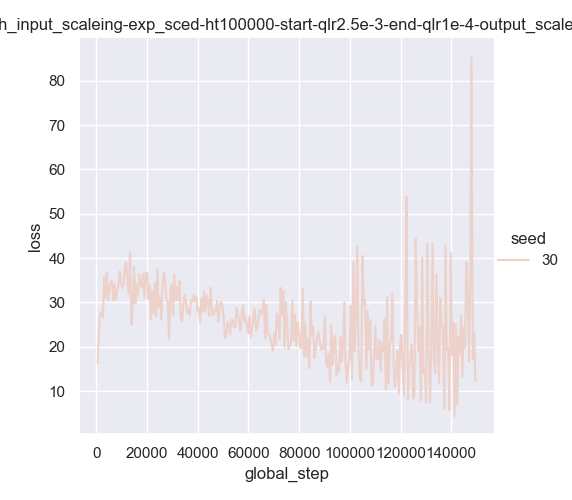 h_input_scaleing-exp_sced-ht100000-start-qlr2.5e-3-end-qlr1e-4-output_scale
80
70
60
50
40
30
20
10
loss
0 20000 40000 60000 80000 100000 120000 140000
global_step
seed
30